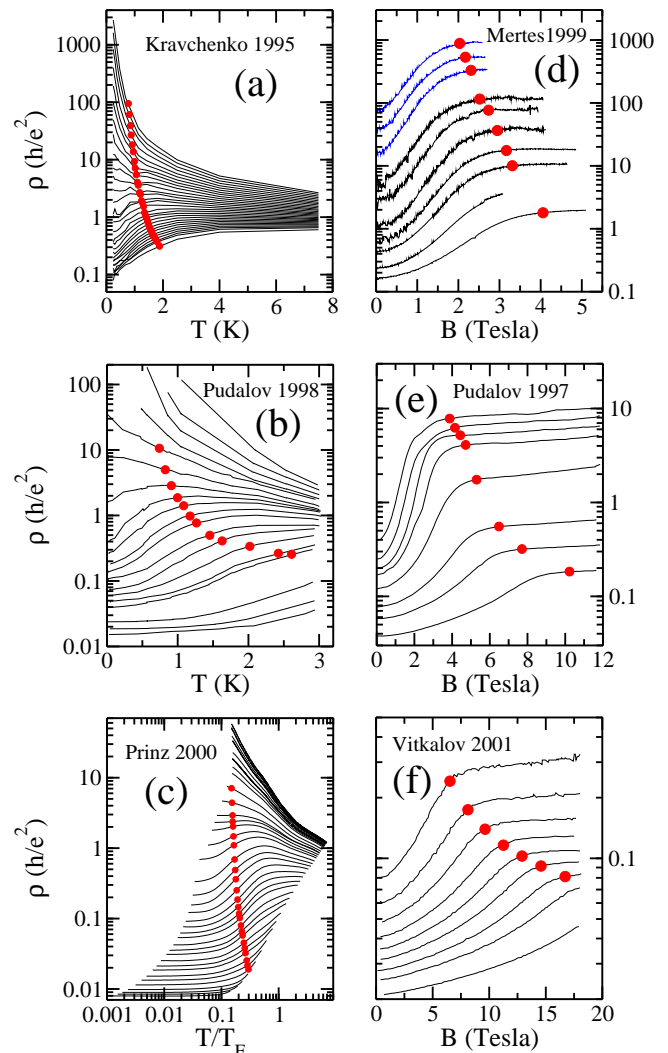 1000
100
10
1
0.1
ρ (h/e²)
Kravchenko 1995
(a)
0 2 4 6 8
T (K)
Mertes1999
(d)
1000
100
10
1
0.1
0 1 2 3 4 5
B (Tesla)
100
10
1
0.1
0.01
ρ (h/e²)
Pudalov 1998
(b)
0 1 2 3
T (K)
Pudalov 1997
(e)
10
1
0.1
0 2 4 6 8 10 12
B (Tesla)
10
1
0.1
0.01
ρ (h/e²)
Prinz 2000
(c)
0.001 0.01 0.1 1
T/T_F
Vitkalov 2001
(f)
0.1
0 5 10 15 20
B (Tesla)